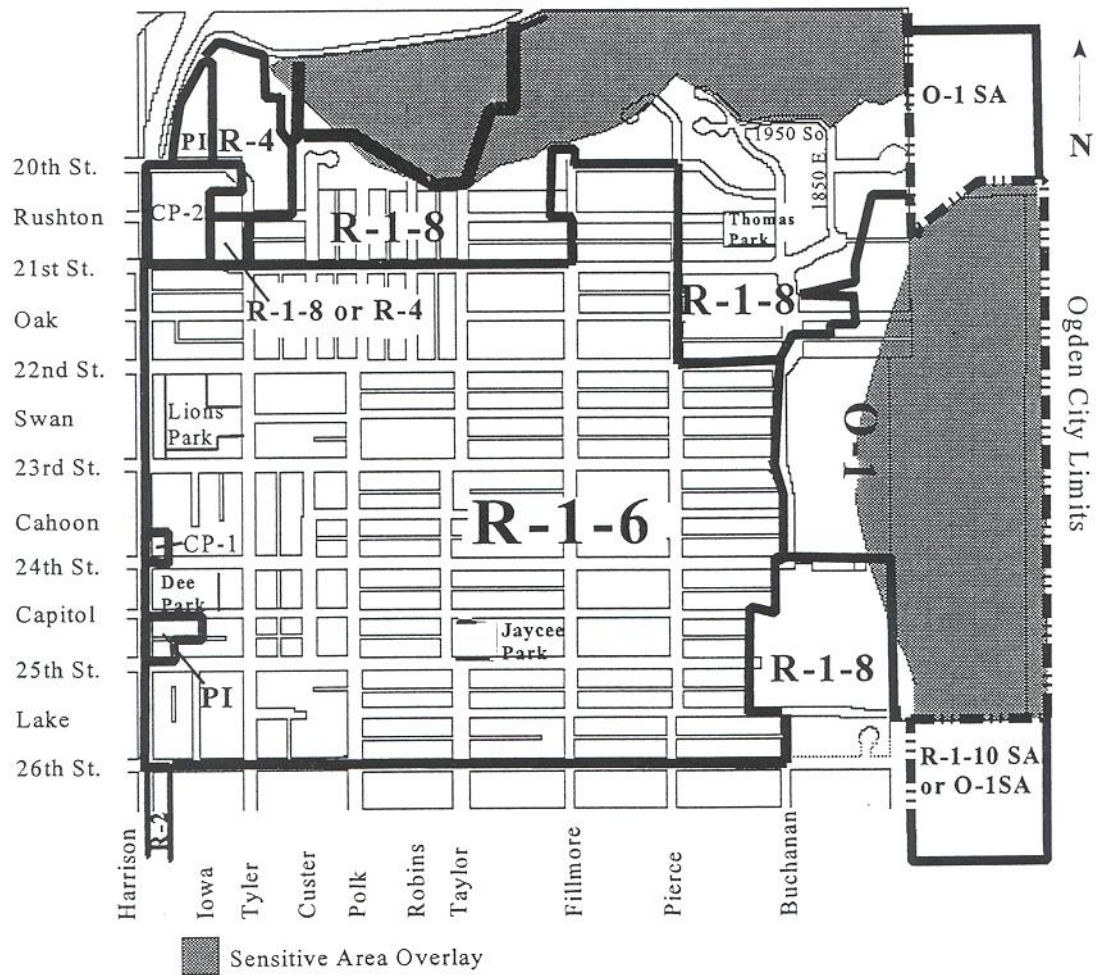 O-1 SA
N
1950 So
1850 E.
PI
R-4
20th St.
CP-2
Rushton
R-1-8
Thomas
Park
21st St.
R-1-8 or R-4
R-1-8
Oak
22nd St.
Lions
Park
Swan
O-1
Ogden City Limits
23rd St.
R-1-6
Cahoon
CP-1
24th St.
Dee
Park
Capitol
Jaycee
Park
25th St.
R-1-8
PI
Lake
R-1-10 SA
or O-1SA
26th St.
R-2
Harrison
Iowa
Tyler
Custer
Polk
Robins
Taylor
Fillmore
Pierce
Buchanan
Sensitive Area Overlay